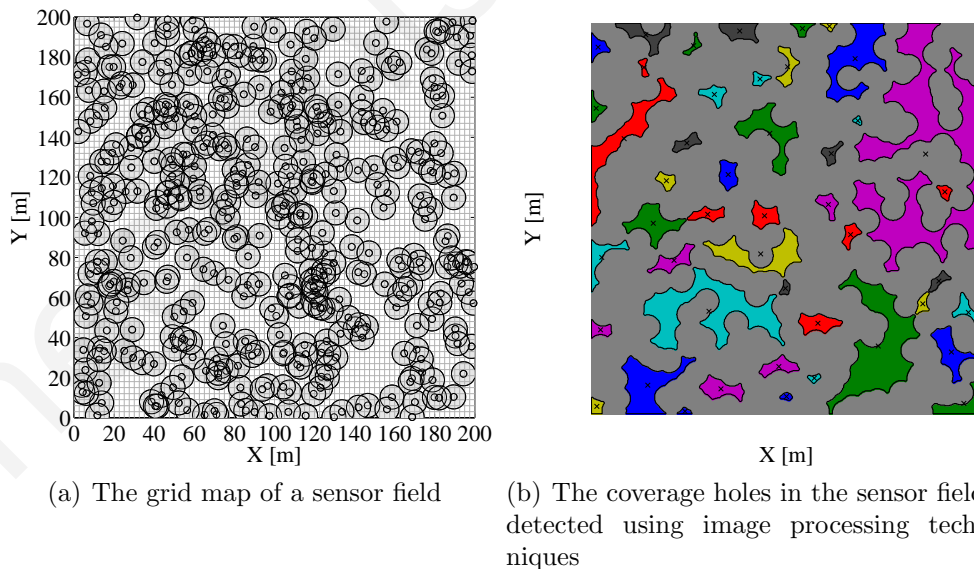 200
180
160
140
120
100
80
60
40
20
0
Y [m]
0 20 40 60 80 100 120 140 160 180 200
X [m]
(a) The grid map of a sensor field
Y [m]
X [m]
(b) The coverage holes in the sensor field
detected using image processing tech-
niques